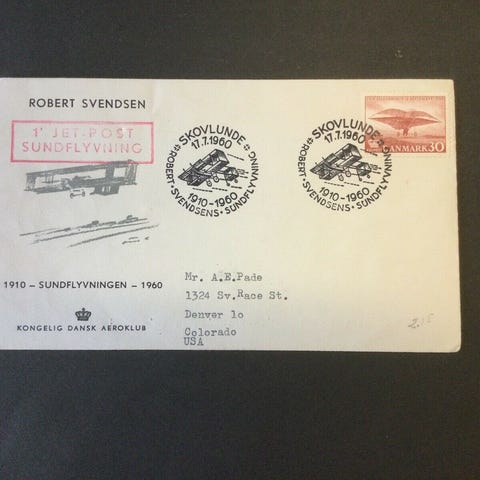 ROBERT SVENDSEN
1' JET-POST
SUNDFLYVNING
1910 – SUNDFLYVNINGEN – 1960
KONGELIG DANSK AEROKLUB
SKOVLUNDE
17.7.1960
1910-1960
ROBERT · SVENDSENS · SUNDFLYVNING
SKOVLUNDE
17.7.1960
1910-1960
ROBERT · SVENDSENS · SUNDFLYVNING
DANMARK 30
Mr. A.E.Pade
1324 Sv.Race St.
Denver 1o
Colorado
USA
2.15